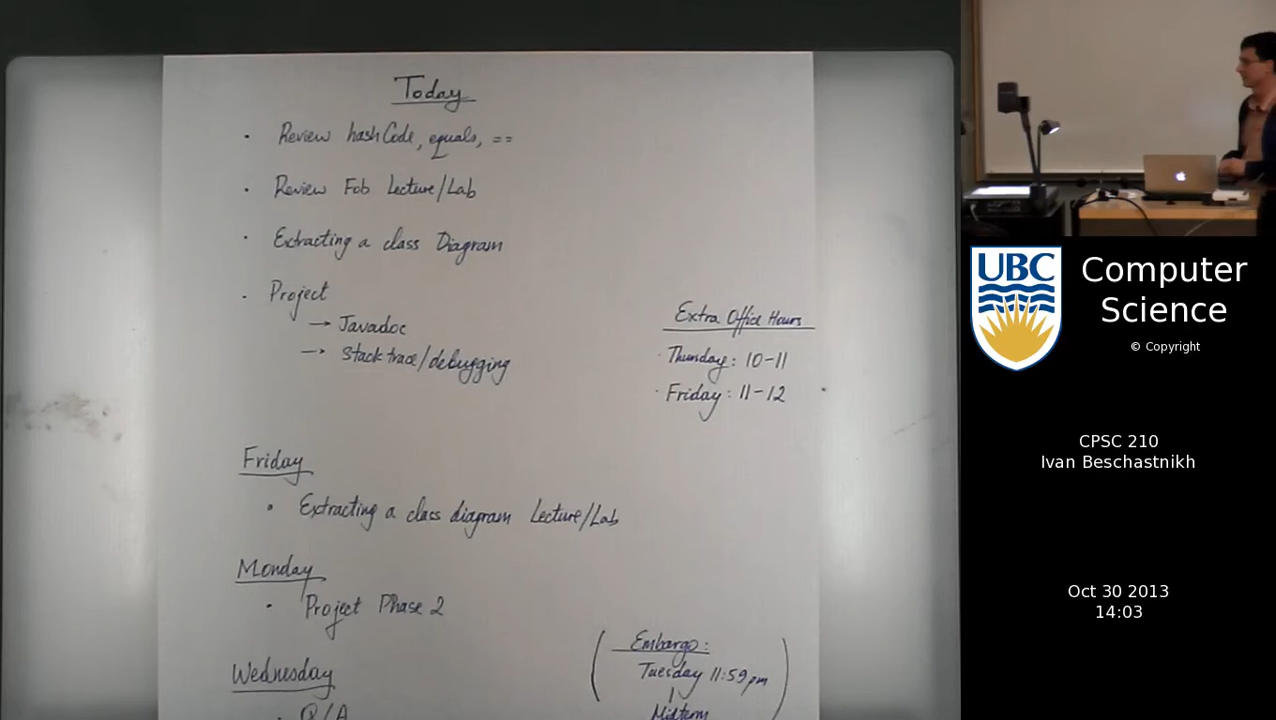 Today
· Review hashCode, equals, ==
· Review Fob Lecture/Lab
· Extracting a class Diagram
· Project
→ Javadoc
→ Stack trace/debugging
Extra Office Hours
· Thursday: 10-11
· Friday: 11-12
Friday
• Extracting a class diagram Lecture/Lab
Monday
• Project Phase 2
Wednesday
• Q/A
(Embargo:
Tuesday 11:59pm
|
Midterm)
UBC
Computer
Science
© Copyright
CPSC 210
Ivan Beschastnikh
Oct 30 2013
14:03